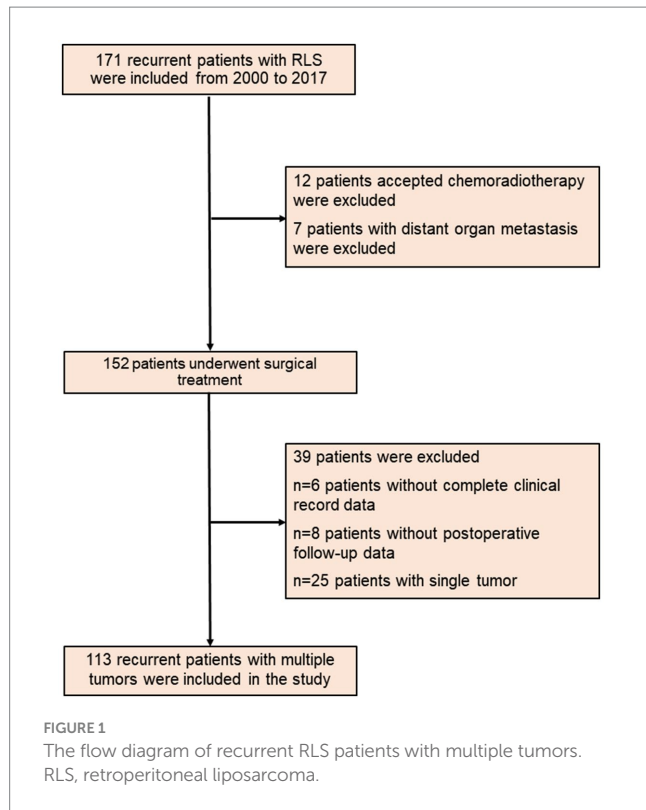 171 recurrent patients with RLS
were included from 2000 to 2017
12 patients accepted chemoradiotherapy
were excluded
7 patients with distant organ metastasis
were excluded
152 patients underwent surgical
treatment
39 patients were excluded
n=6 patients without complete clinical
record data
n=8 patients without postoperative
follow-up data
n=25 patients with single tumor
113 recurrent patients with multiple
tumors were included in the study
FIGURE 1
The flow diagram of recurrent RLS patients with multiple tumors.
RLS, retroperitoneal liposarcoma.